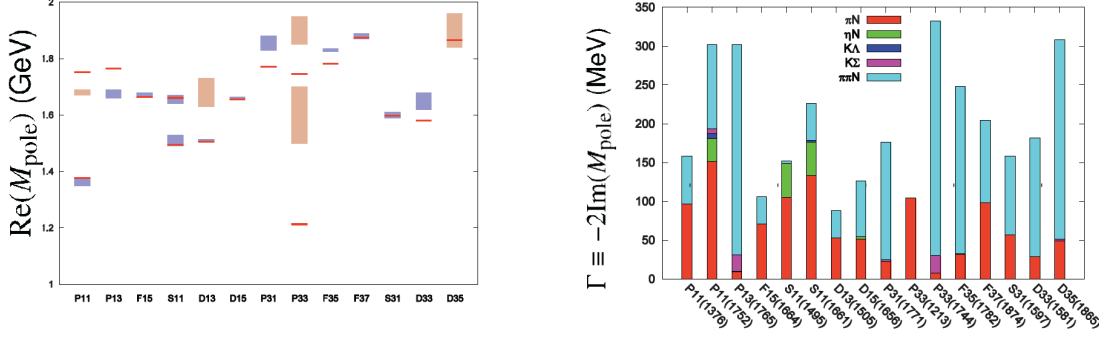 Re(M_pole) (GeV)
2
1.8
1.6
1.4
1.2
1
P11 P13 F15 S11 D13 D15 P31 P33 F35 F37 S31 D33 D35
Γ ≡ −2Im(M_pole) (MeV)
350
300
250
200
150
100
50
0
πN
ηN
KΛ
KΣ
ππN
P11(1376)
P11(1752)
P13(1765)
F15(1664)
S11(1495)
S11(1661)
D13(1505)
D15(1656)
P31(1771)
P33(1213)
P33(1744)
F35(1782)
F37(1874)
S31(1597)
D33(1581)
D35(1865)